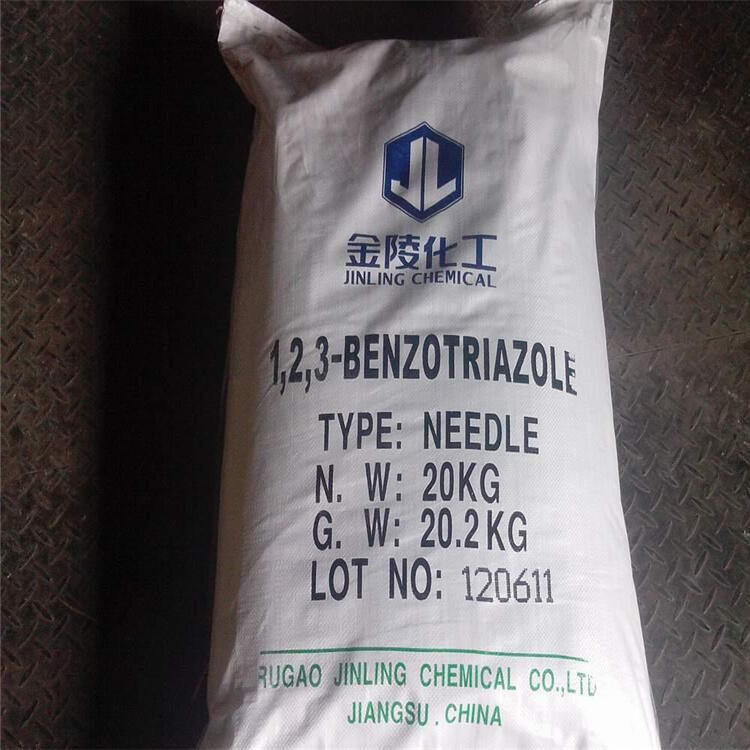 JL
金陵化工
JINLING CHEMICAL
1,2,3-BENZOTRIAZOLE
TYPE: NEEDLE
N. W: 20KG
G. W: 20.2KG
LOT NO: 120611
RUGAO JINLING CHEMICAL CO.,LTD
JIANGSU . CHINA